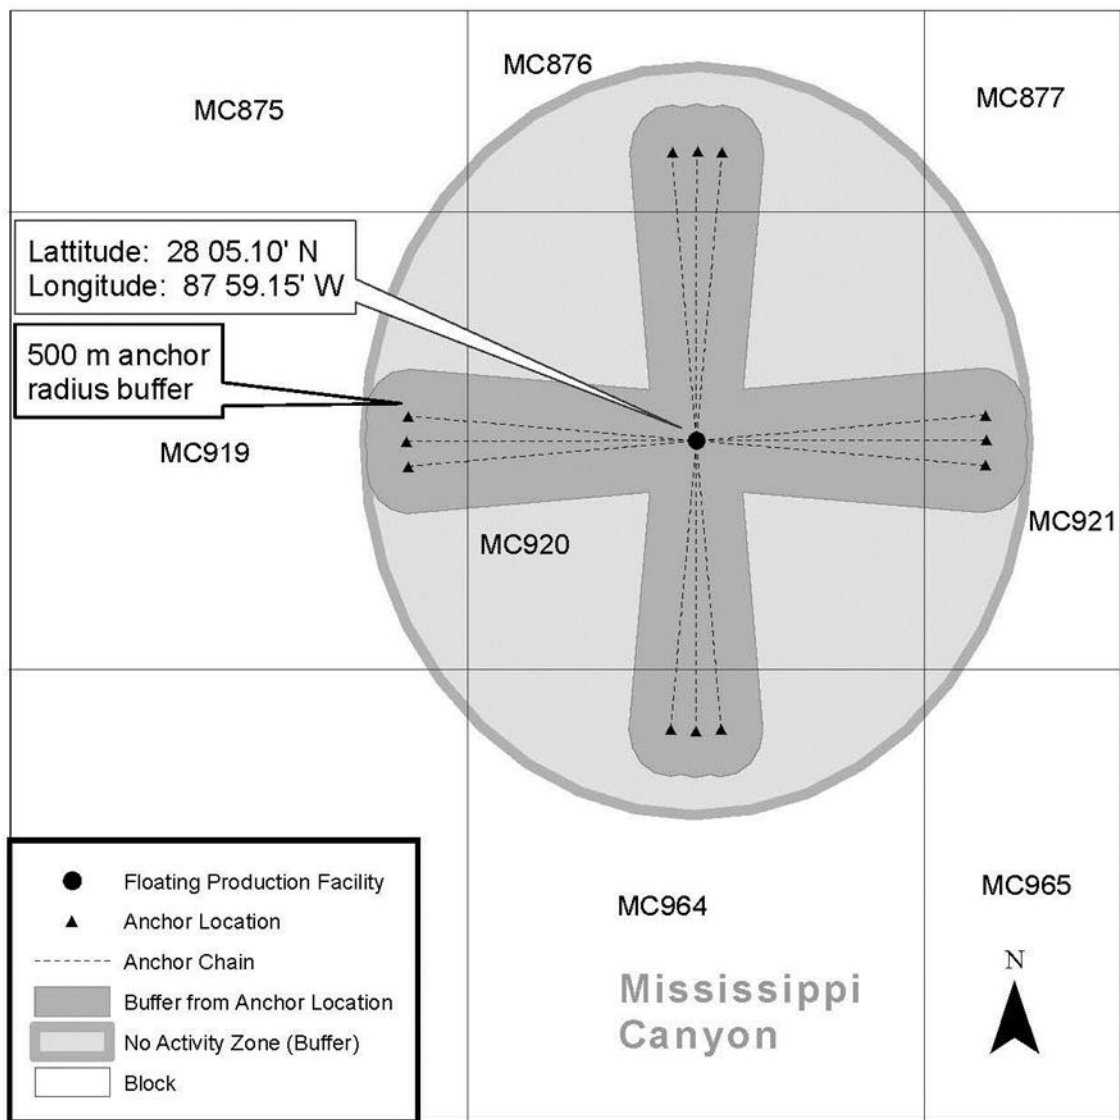 MC876
MC877
MC875
Lattitude: 28 05.10' N
Longitude: 87 59.15' W
500 m anchor
radius buffer
MC919
MC921
MC920
Floating Production Facility
Anchor Location
Anchor Chain
Buffer from Anchor Location
No Activity Zone (Buffer)
Block
MC964
MC965
Mississippi
Canyon
N